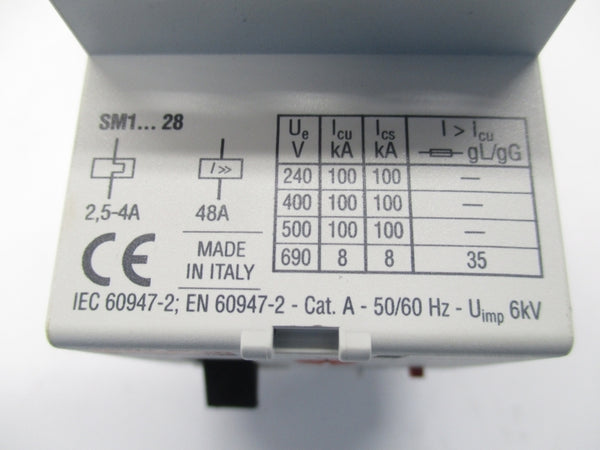 SM1... 28
I >>
2,5-4A 48A
CE
MADE
IN ITALY
Ue Icu Ics I > Icu
V kA kA gL/gG
240 100 100 —
400 100 100 —
500 100 100 —
690 8 8 35
IEC 60947-2; EN 60947-2 - Cat. A - 50/60 Hz - Uimp 6kV